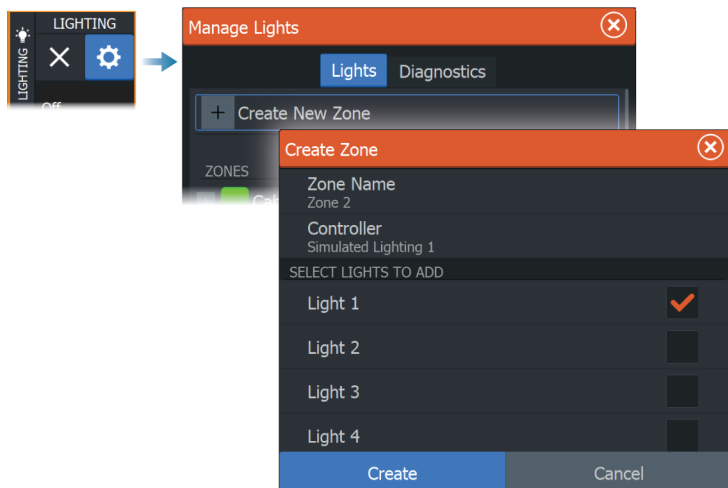 LIGHTING
LIGHTING
Off
Manage Lights
Lights Diagnostics
+ Create New Zone
ZONES
Create Zone
Zone Name
Zone 2
Controller
Simulated Lighting 1
SELECT LIGHTS TO ADD
Light 1
Light 2
Light 3
Light 4
Create Cancel